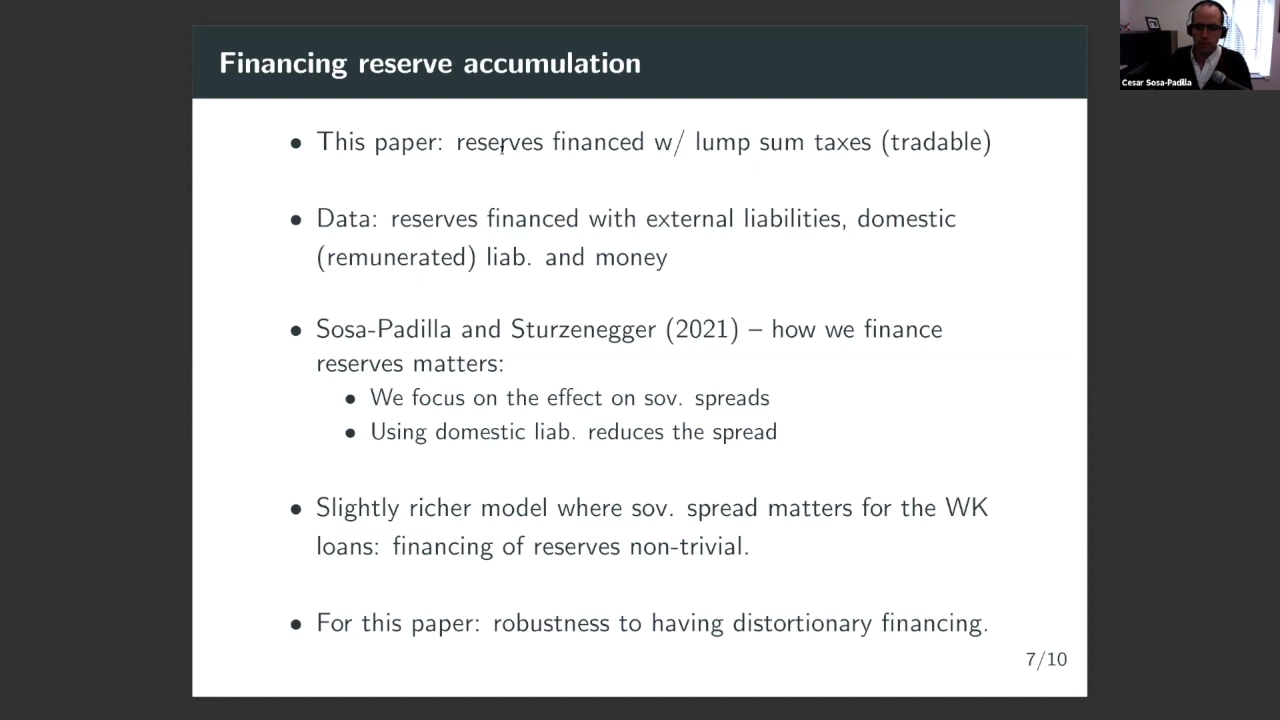 Financing reserve accumulation
Cesar Sosa-Padilla
• This paper: reserves financed w/ lump sum taxes (tradable)
• Data: reserves financed with external liabilities, domestic
(remunerated) liab. and money
• Sosa-Padilla and Sturzenegger (2021) – how we finance
reserves matters:
• We focus on the effect on sov. spreads
• Using domestic liab. reduces the spread
• Slightly richer model where sov. spread matters for the WK
loans: financing of reserves non-trivial.
• For this paper: robustness to having distortionary financing.
7/10